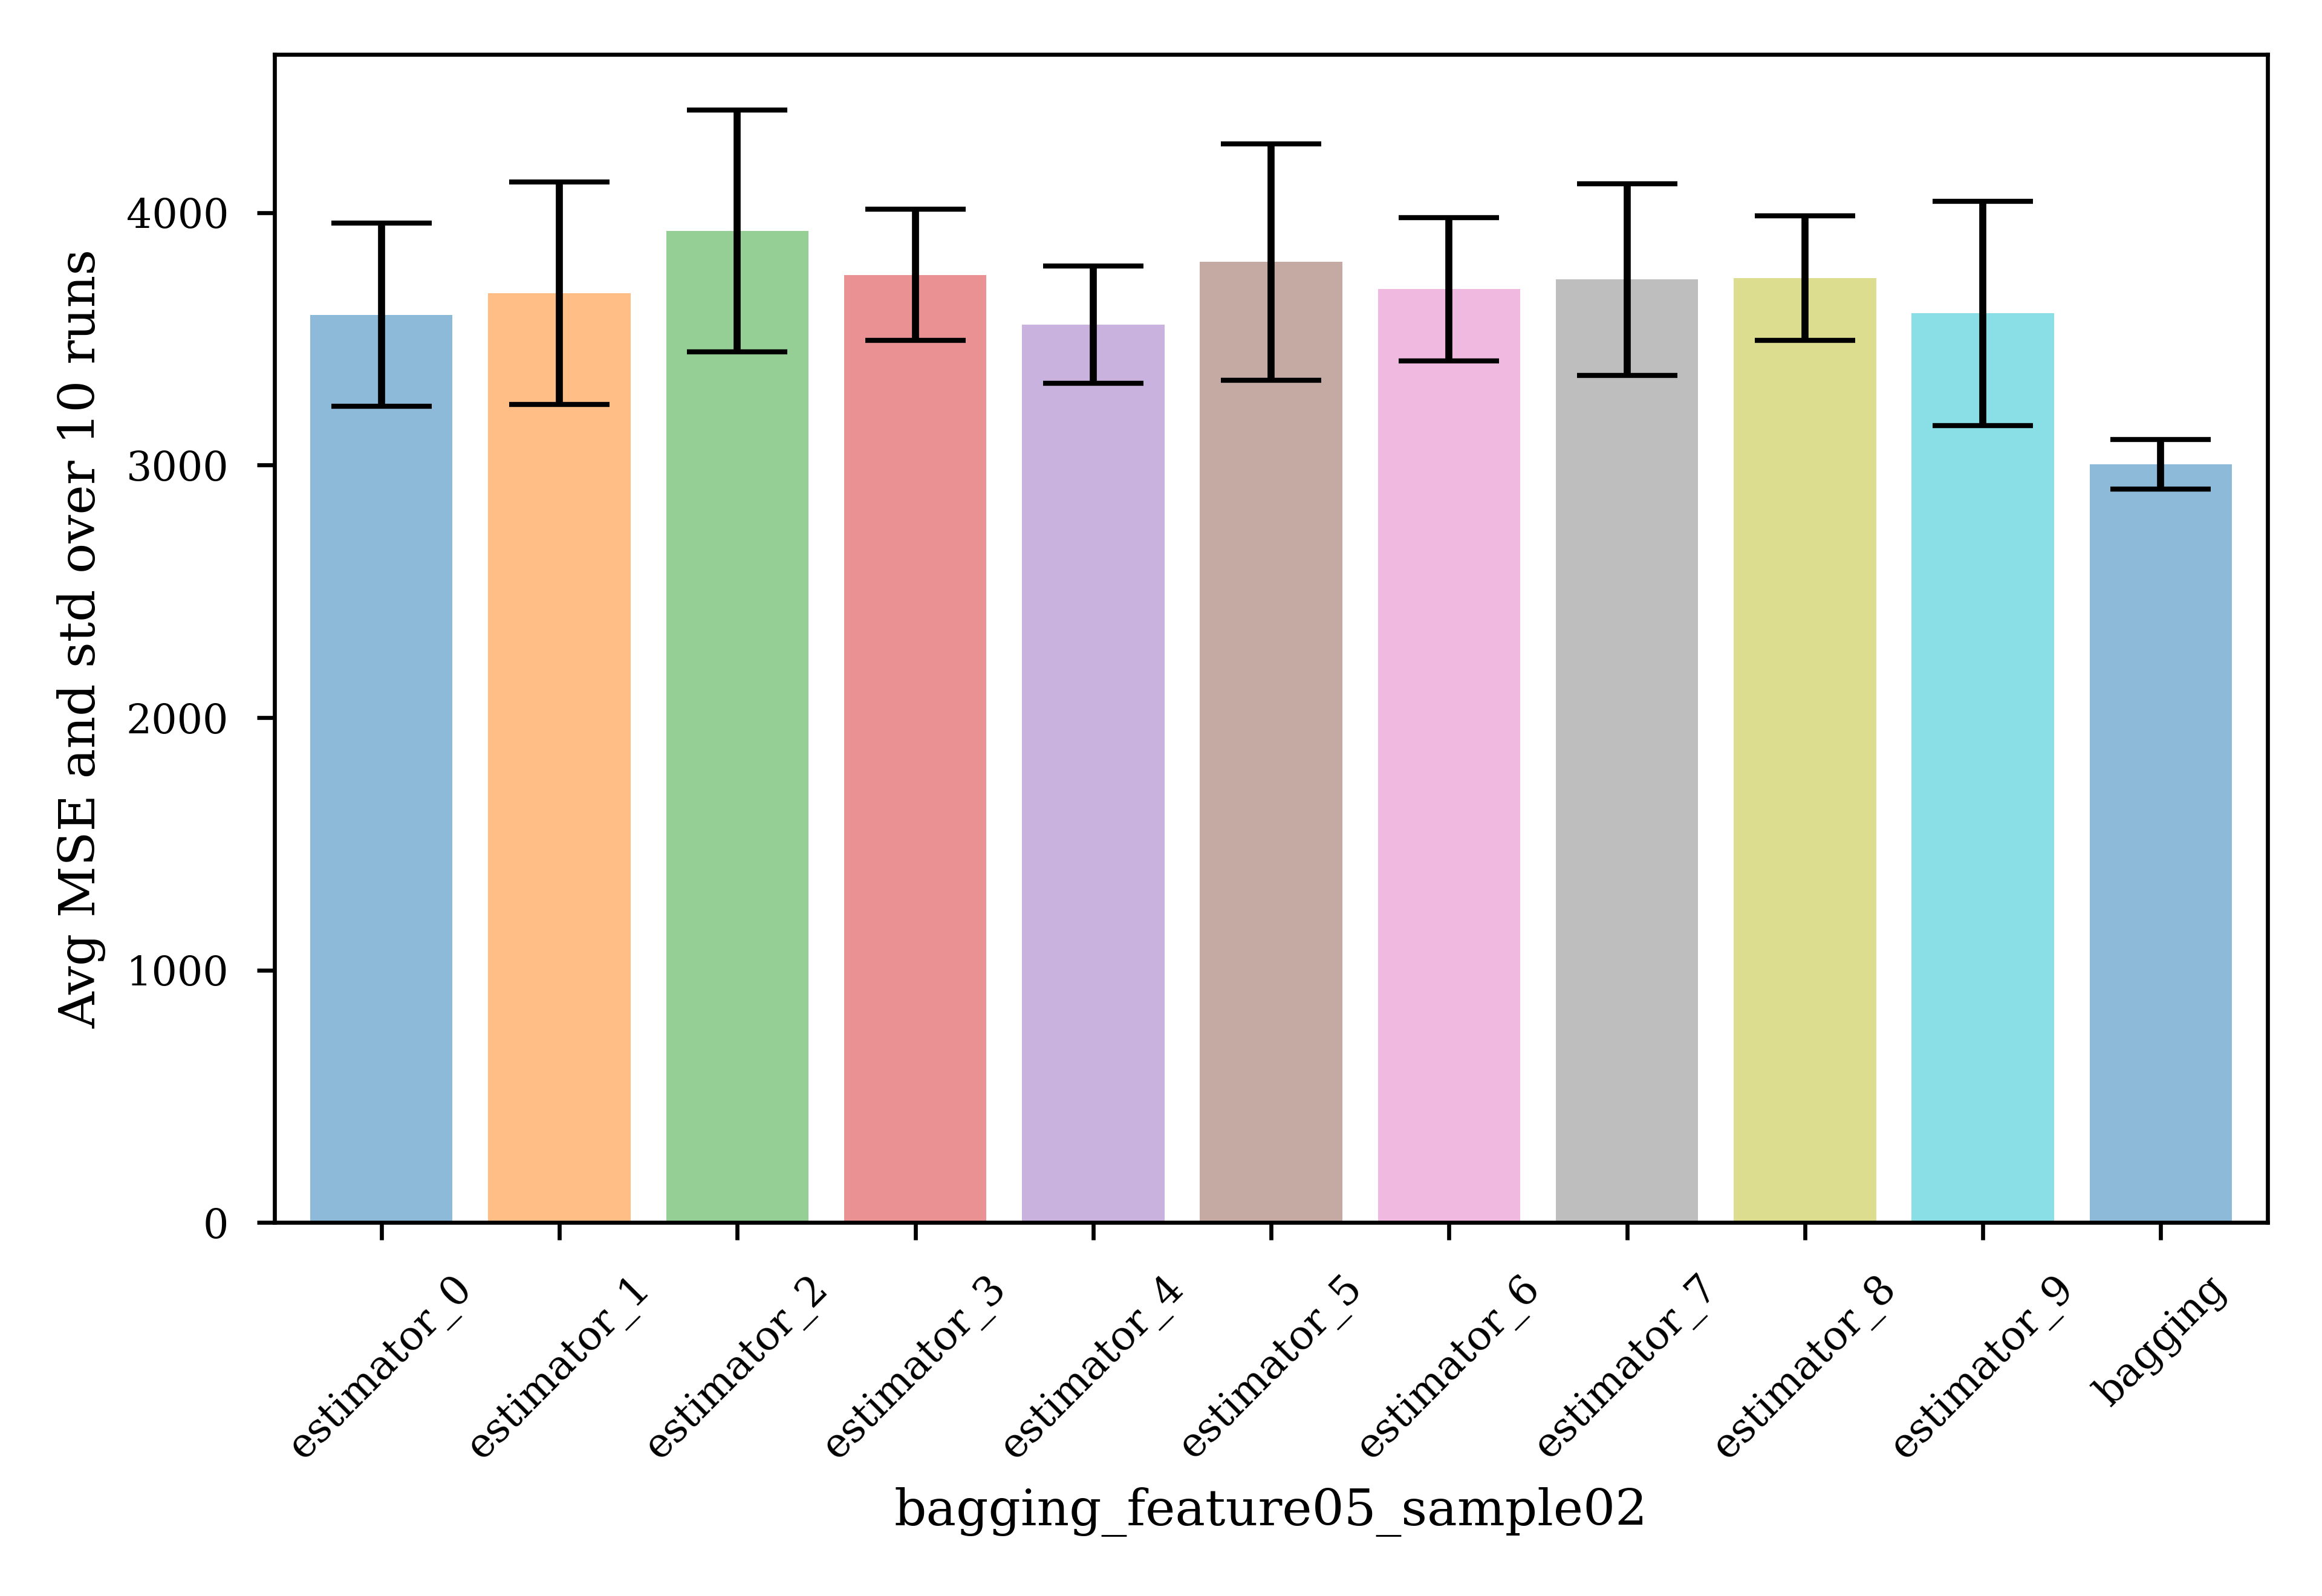 Avg MSE and std over 10 runs
4000
3000
2000
1000
0
estimator_0
estimator_1
estimator_2
estimator_3
estimator_4
estimator_5
estimator_6
estimator_7
estimator_8
estimator_9
bagging
bagging_feature05_sample02